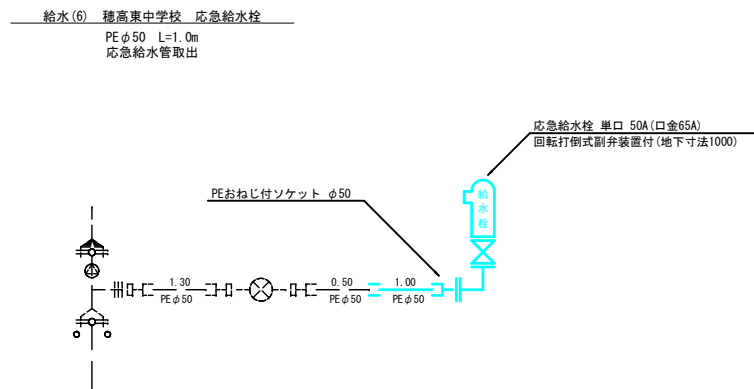 給水(6) 穂高東中学校 応急給水栓
PEφ50 L=1.0m
応急給水管取出
応急給水栓 単口 50A(口金65A)
回転打倒式副弁装置付(地下寸法1000)
PEおねじ付ソケット φ50
給水栓
1.30
PEφ50
0.50
PEφ50
1.00
PEφ50